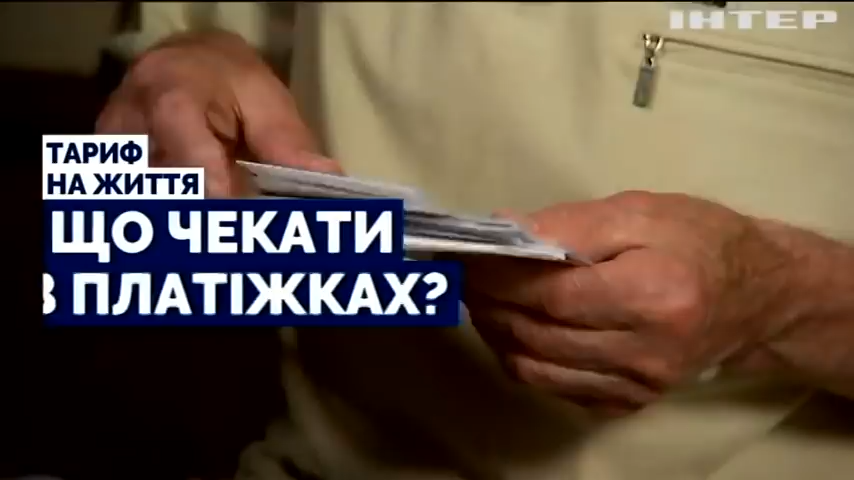 ІНТЕР
ТАРИФ
НА ЖИТТЯ
ЩО ЧЕКАТИ
В ПЛАТІЖКАХ?